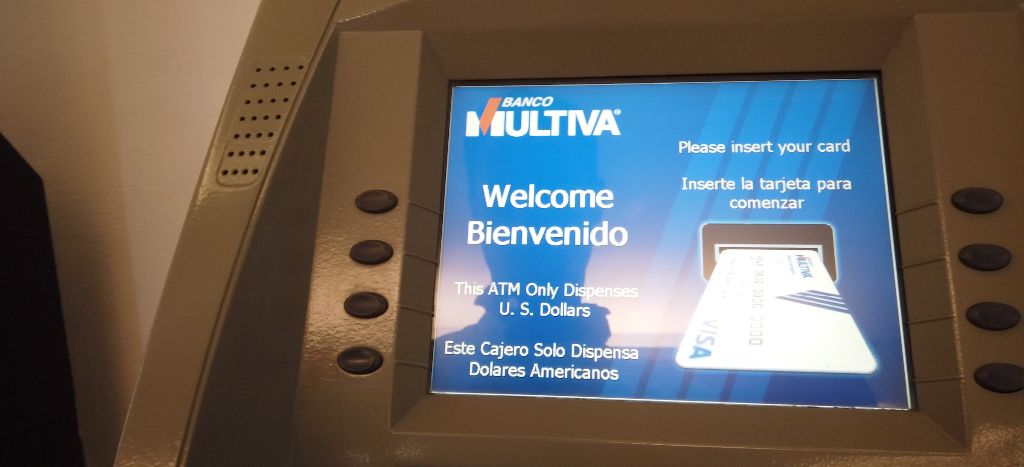 BANCO
MULTIVA
Welcome
Bienvenido
This ATM Only Dispenses
U. S. Dollars
Este Cajero Solo Dispensa
Dolares Americanos
Please insert your card
Inserte la tarjeta para
comenzar
MULTIVA
VISA